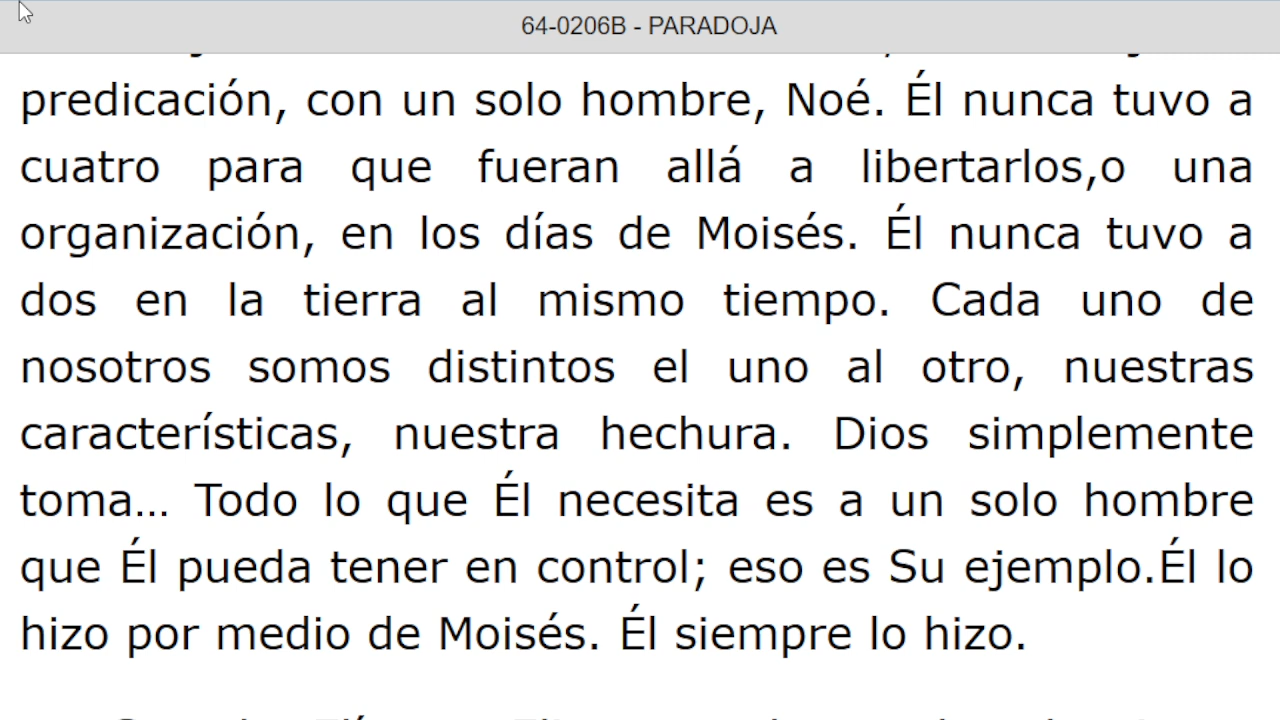 64-0206B - PARADOJA
predicación, con un solo hombre, Noé. Él nunca tuvo a
cuatro para que fueran allá a libertarlos,o una
organización, en los días de Moisés. Él nunca tuvo a
dos en la tierra al mismo tiempo. Cada uno de
nosotros somos distintos el uno al otro, nuestras
características, nuestra hechura. Dios simplemente
toma… Todo lo que Él necesita es a un solo hombre
que Él pueda tener en control; eso es Su ejemplo.Él lo
hizo por medio de Moisés. Él siempre lo hizo.